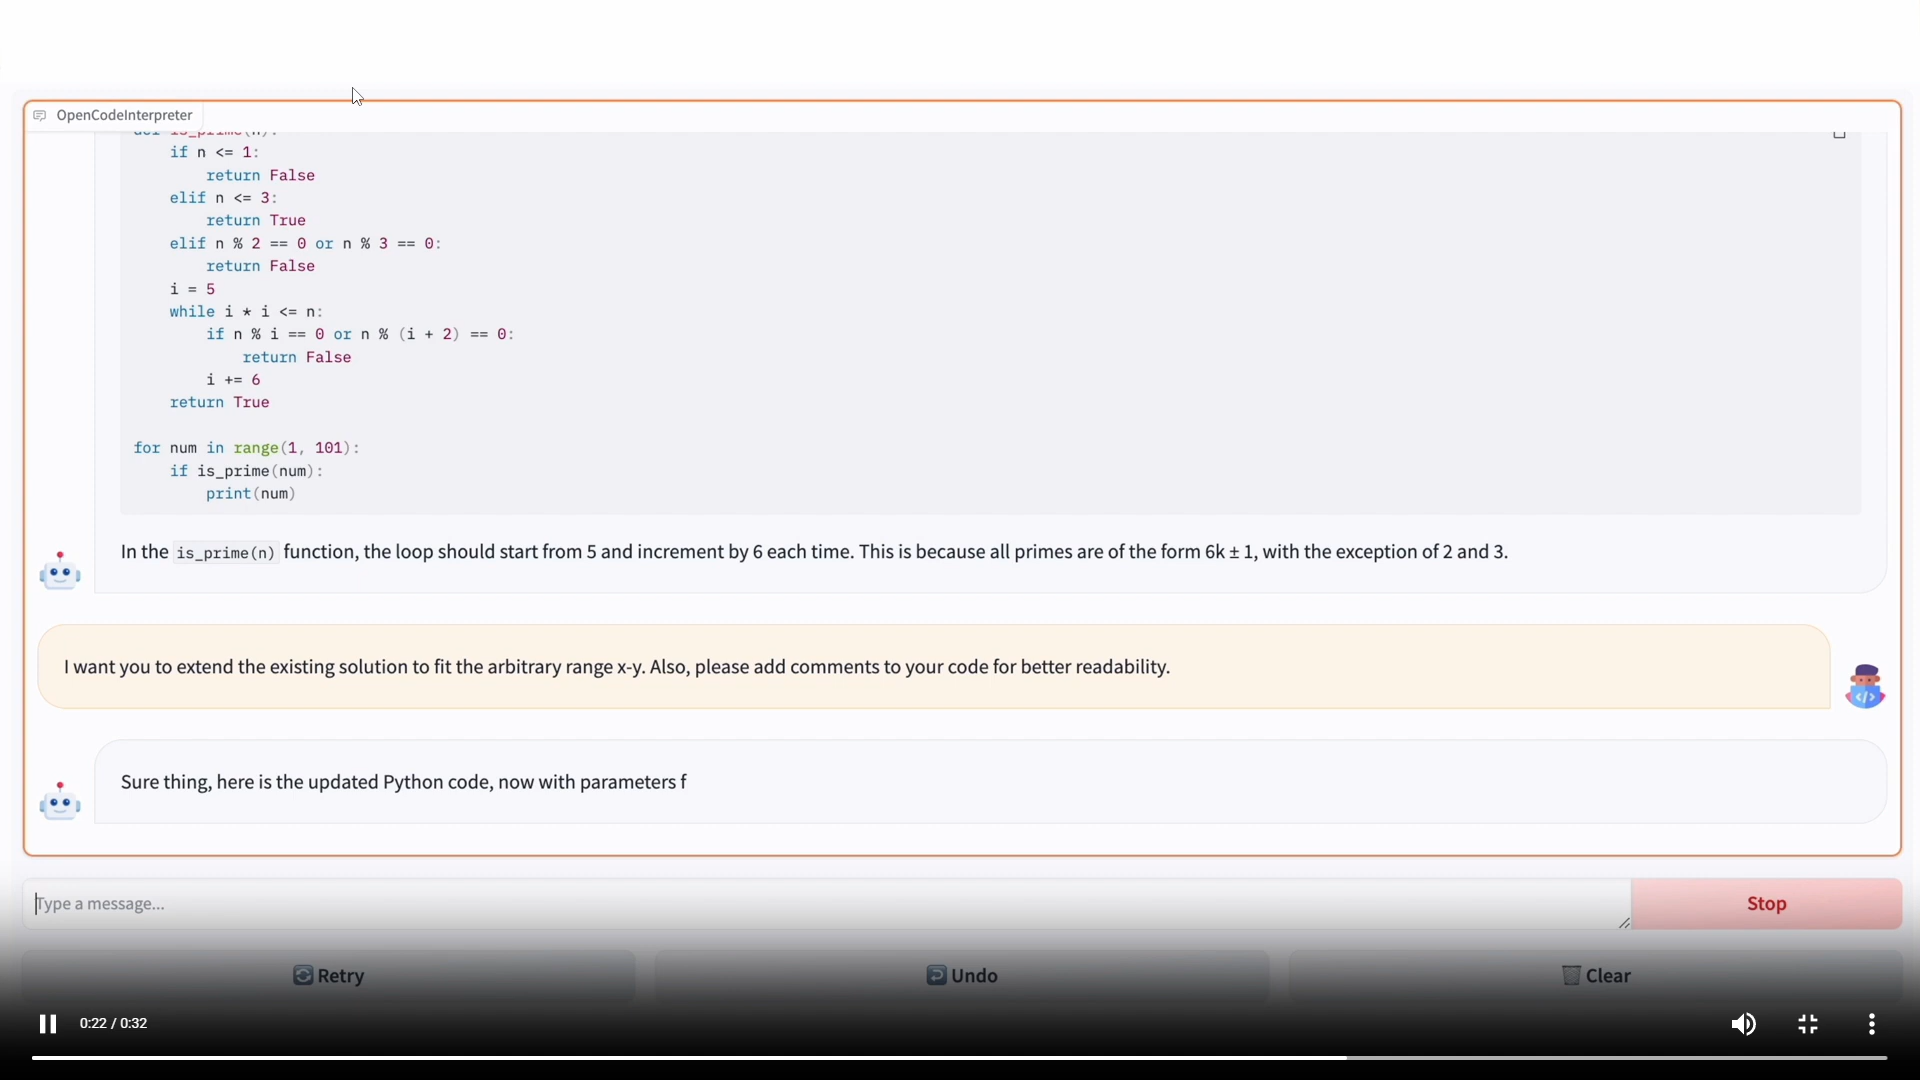 OpenCodeInterpreter
def is_prime(n):
if n <= 1:
return False
elif n <= 3:
return True
elif n % 2 == 0 or n % 3 == 0:
return False
i = 5
while i * i <= n:
if n % i == 0 or n % (i + 2) == 0:
return False
i += 6
return True
for num in range(1, 101):
if is_prime(num):
print(num)
In the is_prime(n) function, the loop should start from 5 and increment by 6 each time. This is because all primes are of the form 6k ± 1, with the exception of 2 and 3.
I want you to extend the existing solution to fit the arbitrary range x-y. Also, please add comments to your code for better readability.
</>
Sure thing, here is the updated Python code, now with parameters f
Type a message...
Stop
Retry
Undo
Clear
0:22 / 0:32